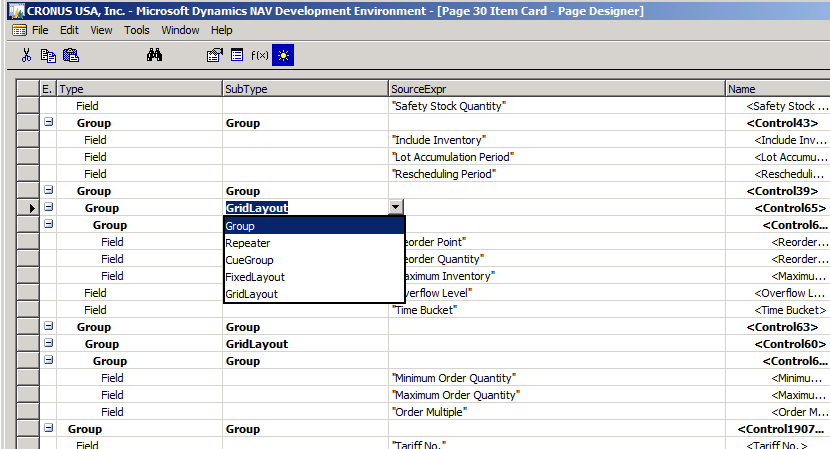 CRONUS USA, Inc. - Microsoft Dynamics NAV Development Environment - [Page 30 Item Card - Page Designer]
File Edit View Tools Window Help
f(x)
E. Type SubType SourceExpr Name
Field "Safety Stock Quantity" <Safety Stock ...
Group Group <Control43>
Field "Include Inventory" <Include Inv...
Field "Lot Accumulation Period" <Lot Accumu...
Field "Rescheduling Period" <Rescheduli...
Group Group <Control39>
Group GridLayout <Control65>
Group Group <Control6...
Field Repeater eorder Point" <Reorder...
Field CueGroup eorder Quantity" <Reorder...
Field FixedLayout aximum Inventory" <Maximu...
Field GridLayout verflow Level" <Overflow L...
Field "Time Bucket" <Time Bucket>
Group Group <Control63>
Group GridLayout <Control60>
Group Group <Control6...
Field "Minimum Order Quantity" <Minimu...
Field "Maximum Order Quantity" <Maximu...
Field "Order Multiple" <Order M...
Group Group <Control1907...
Field "Tariff No." <Tariff No.>